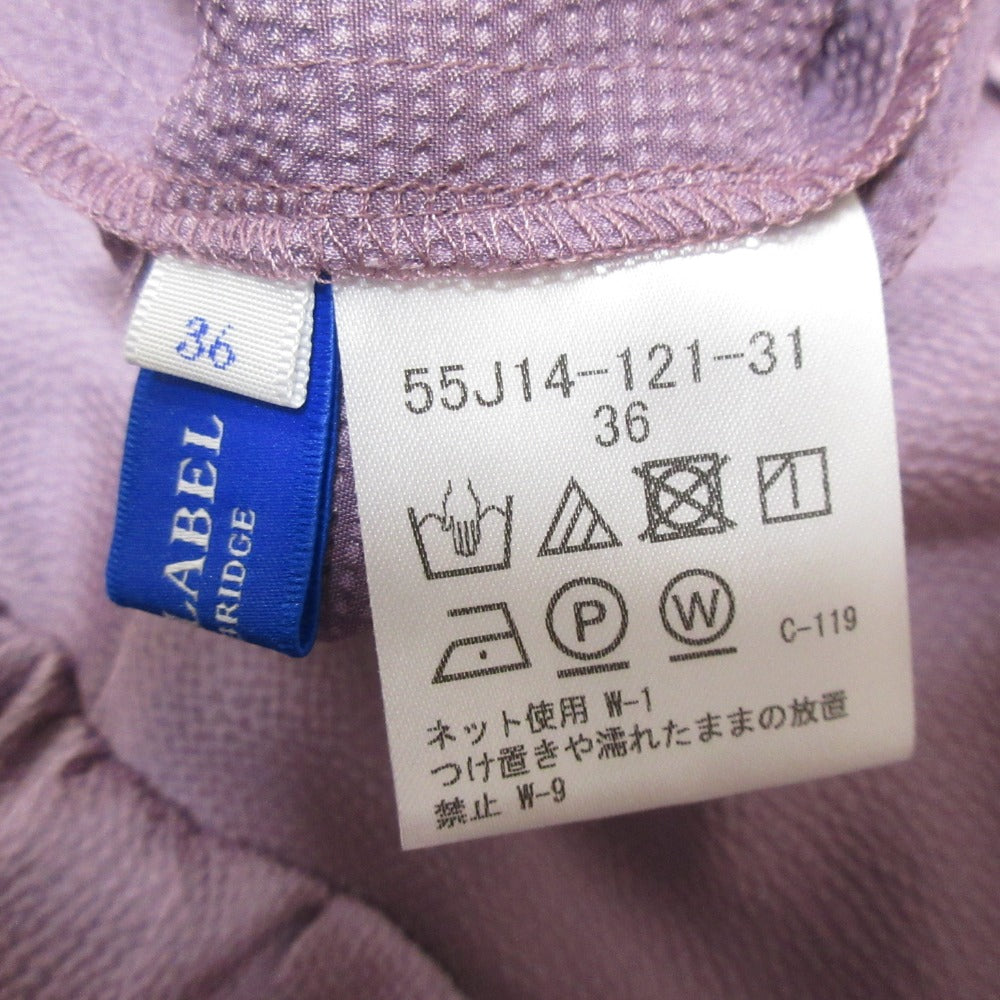 36
LABEL
BRIDGE
55J14-121-31
36
P
W
C-119
ネット使用 W-1
つけ置きや濡れたままの放置
禁止 W-9